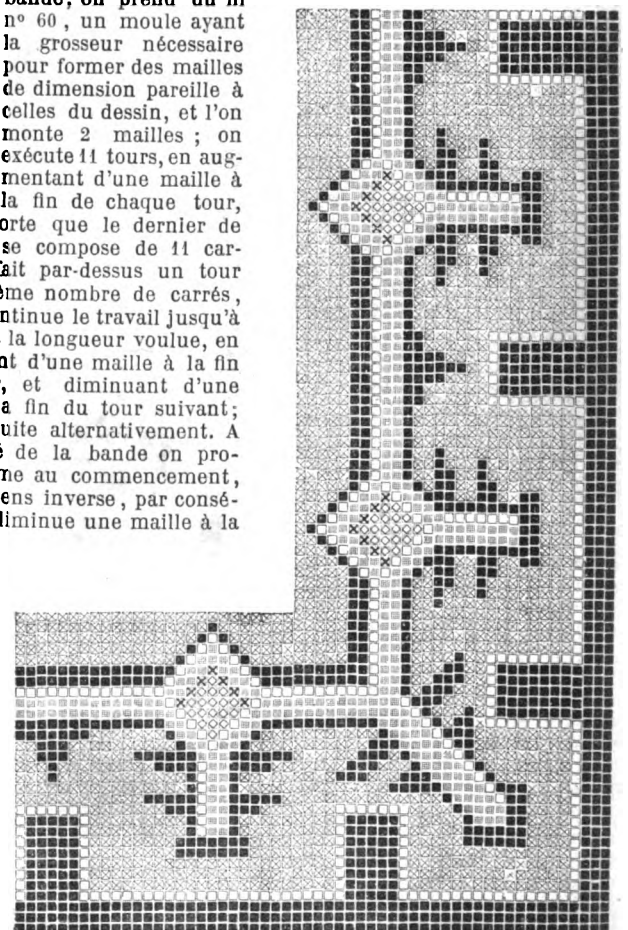 bande, on prend du fil
nº 60, un moule ayant
la grosseur nécessaire
pour former des mailles
de dimension pareille à
celles du dessin, et l'on
monte 2 mailles ; on
exécute 11 tours, en aug-
mentant d'une maille à
la fin de chaque tour,
orte que le dernier de
se compose de 11 car-
fait par-dessus un tour
ême nombre de carrés,
ntinue le travail jusqu'à
la longueur voulue, en
nt d'une maille à la fin
, et diminuant d'une
a fin du tour suivant;
uite alternativement. A
é de la bande on pro-
me au commencement,
ens inverse, par consé-
diminue une maille à la